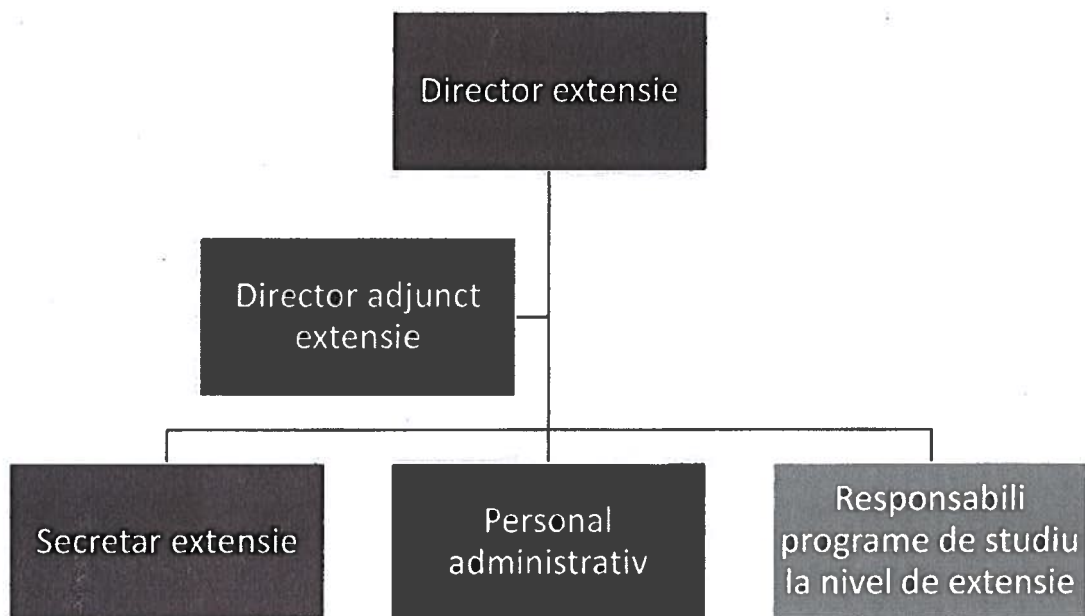 Director extensie
Director adjunct
extensie
Secretar extensie
Personal
administrativ
Responsabili
programe de studiu
la nivel de extensie